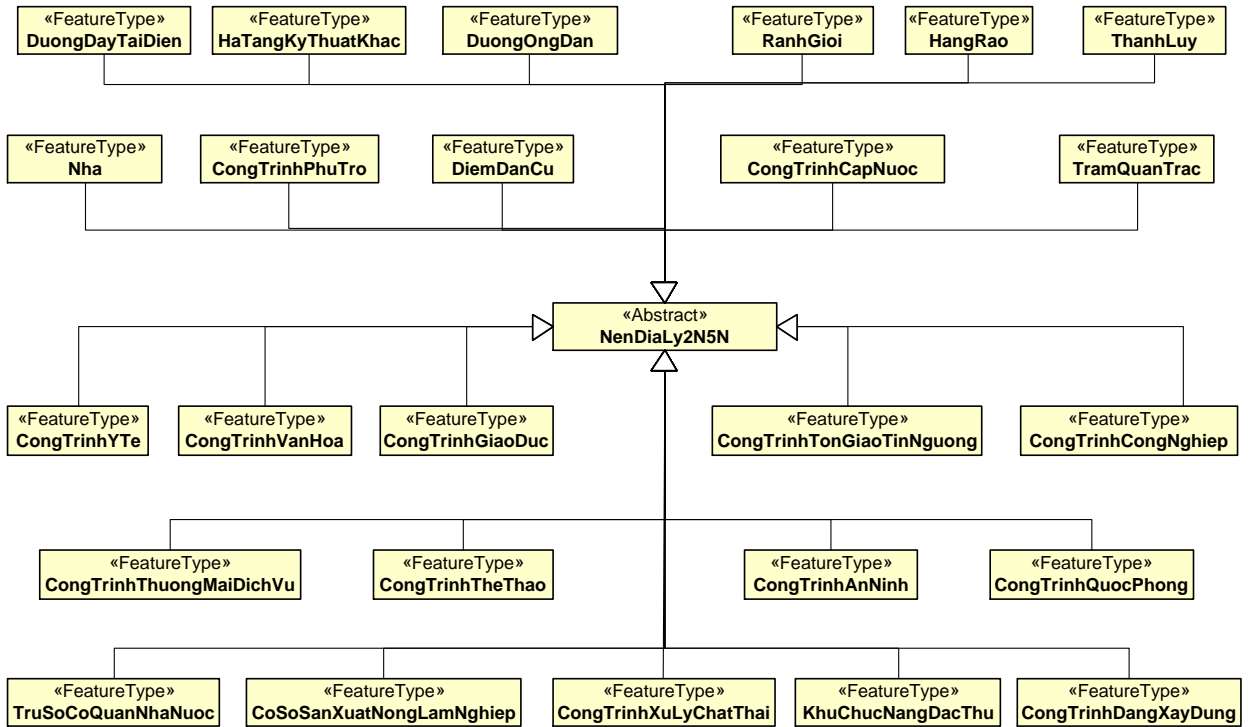 «FeatureType»
DuongDayTaiDien
«FeatureType»
HaTangKyThuatKhac
«FeatureType»
DuongOngDan
«FeatureType»
RanhGioi
«FeatureType»
HangRao
«FeatureType»
ThanhLuy
«FeatureType»
Nha
«FeatureType»
CongTrinhPhuTro
«FeatureType»
DiemDanCu
«FeatureType»
CongTrinhCapNuoc
«FeatureType»
TramQuanTrac
«Abstract»
NenDiaLy2N5N
«FeatureType»
CongTrinhYTe
«FeatureType»
CongTrinhVanHoa
«FeatureType»
CongTrinhGiaoDuc
«FeatureType»
CongTrinhTonGiaoTinNguong
«FeatureType»
CongTrinhCongNghiep
«FeatureType»
CongTrinhThuongMaiDichVu
«FeatureType»
CongTrinhTheThao
«FeatureType»
CongTrinhAnNinh
«FeatureType»
CongTrinhQuocPhong
«FeatureType»
TruSoCoQuanNhaNuoc
«FeatureType»
CoSoSanXuatNongLamNghiep
«FeatureType»
CongTrinhXuLyChatThai
«FeatureType»
KhuChucNangDacThu
«FeatureType»
CongTrinhDangXayDung